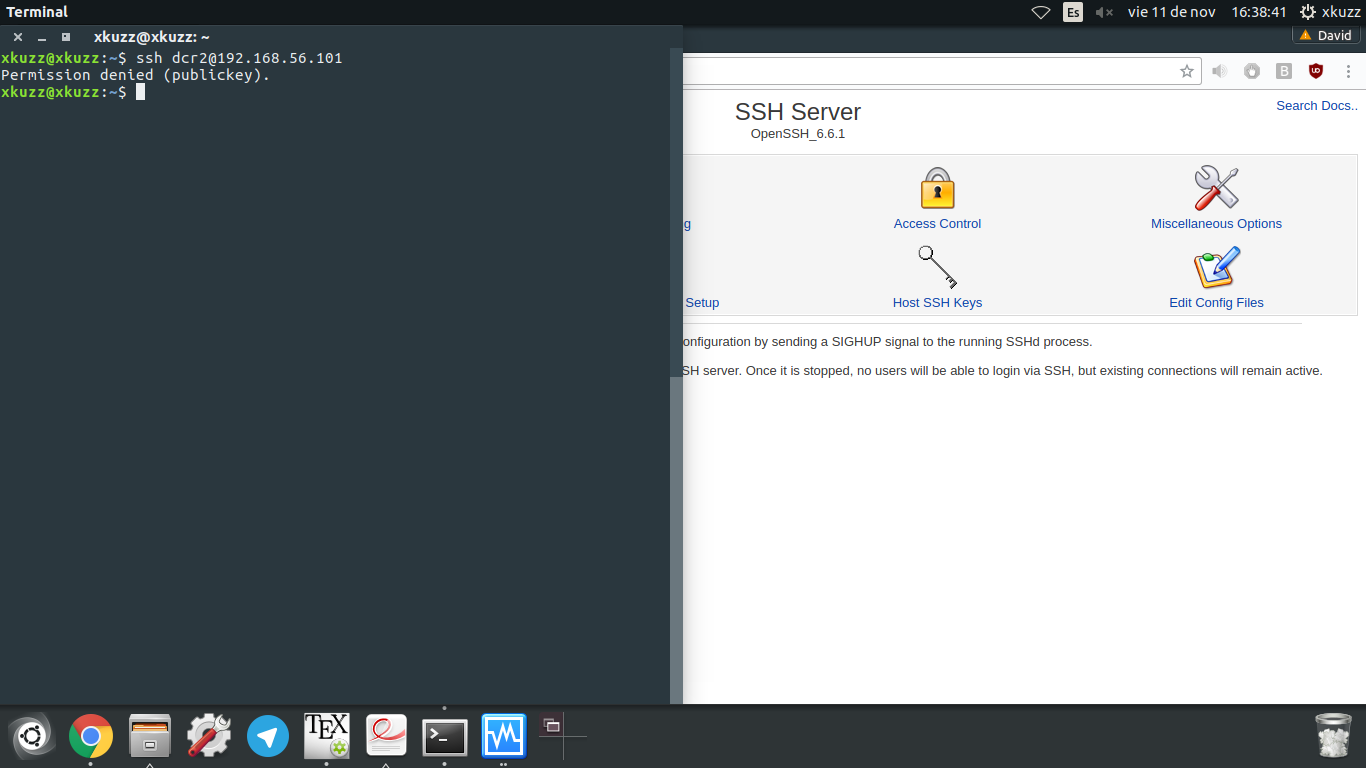 Terminal
Es
vie 11 de nov
16:38:41
xkuzz
xkuzz@xkuzz: ~
David
xkuzz@xkuzz:~$ ssh dcr2@192.168.56.101
Permission denied (publickey).
xkuzz@xkuzz:~$
B
SSH Server
OpenSSH_6.6.1
Search Docs..
g
Access Control
Miscellaneous Options
Setup
Host SSH Keys
Edit Config Files
onfiguration by sending a SIGHUP signal to the running SSHd process.
SH server. Once it is stopped, no users will be able to login via SSH, but existing connections will remain active.
TEX
>_